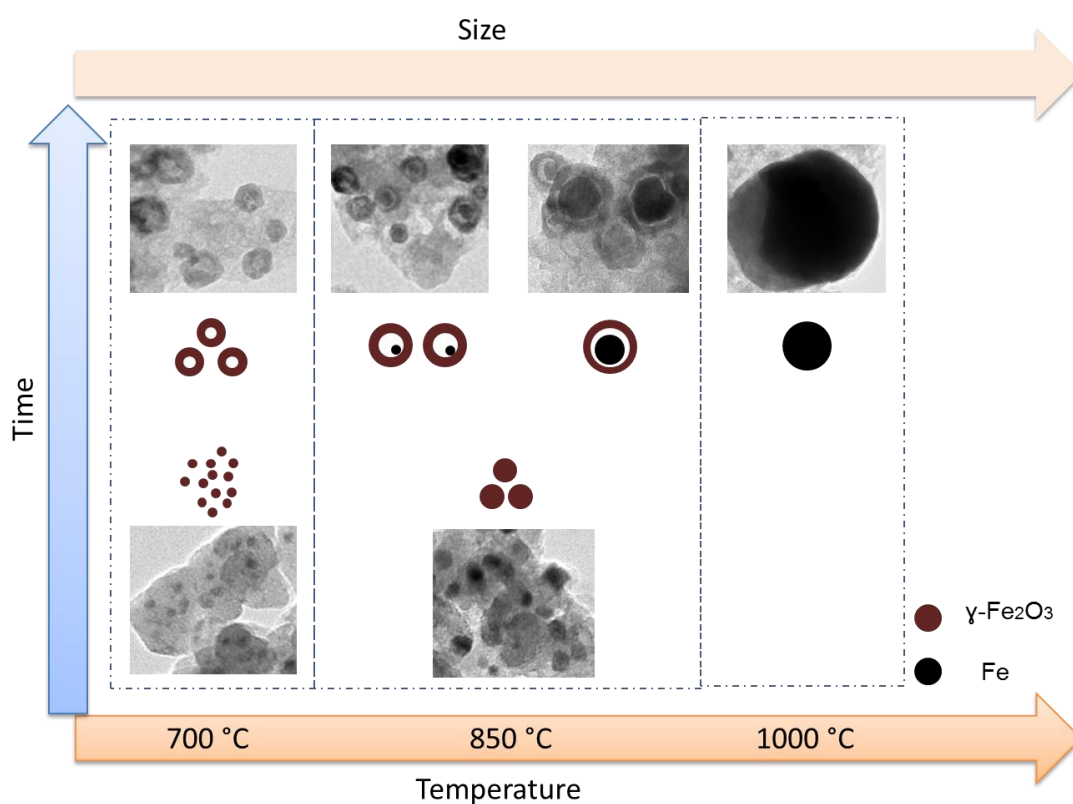 Size
Time
ɣ-Fe₂O₃
Fe
700 °C
850 °C
1000 °C
Temperature